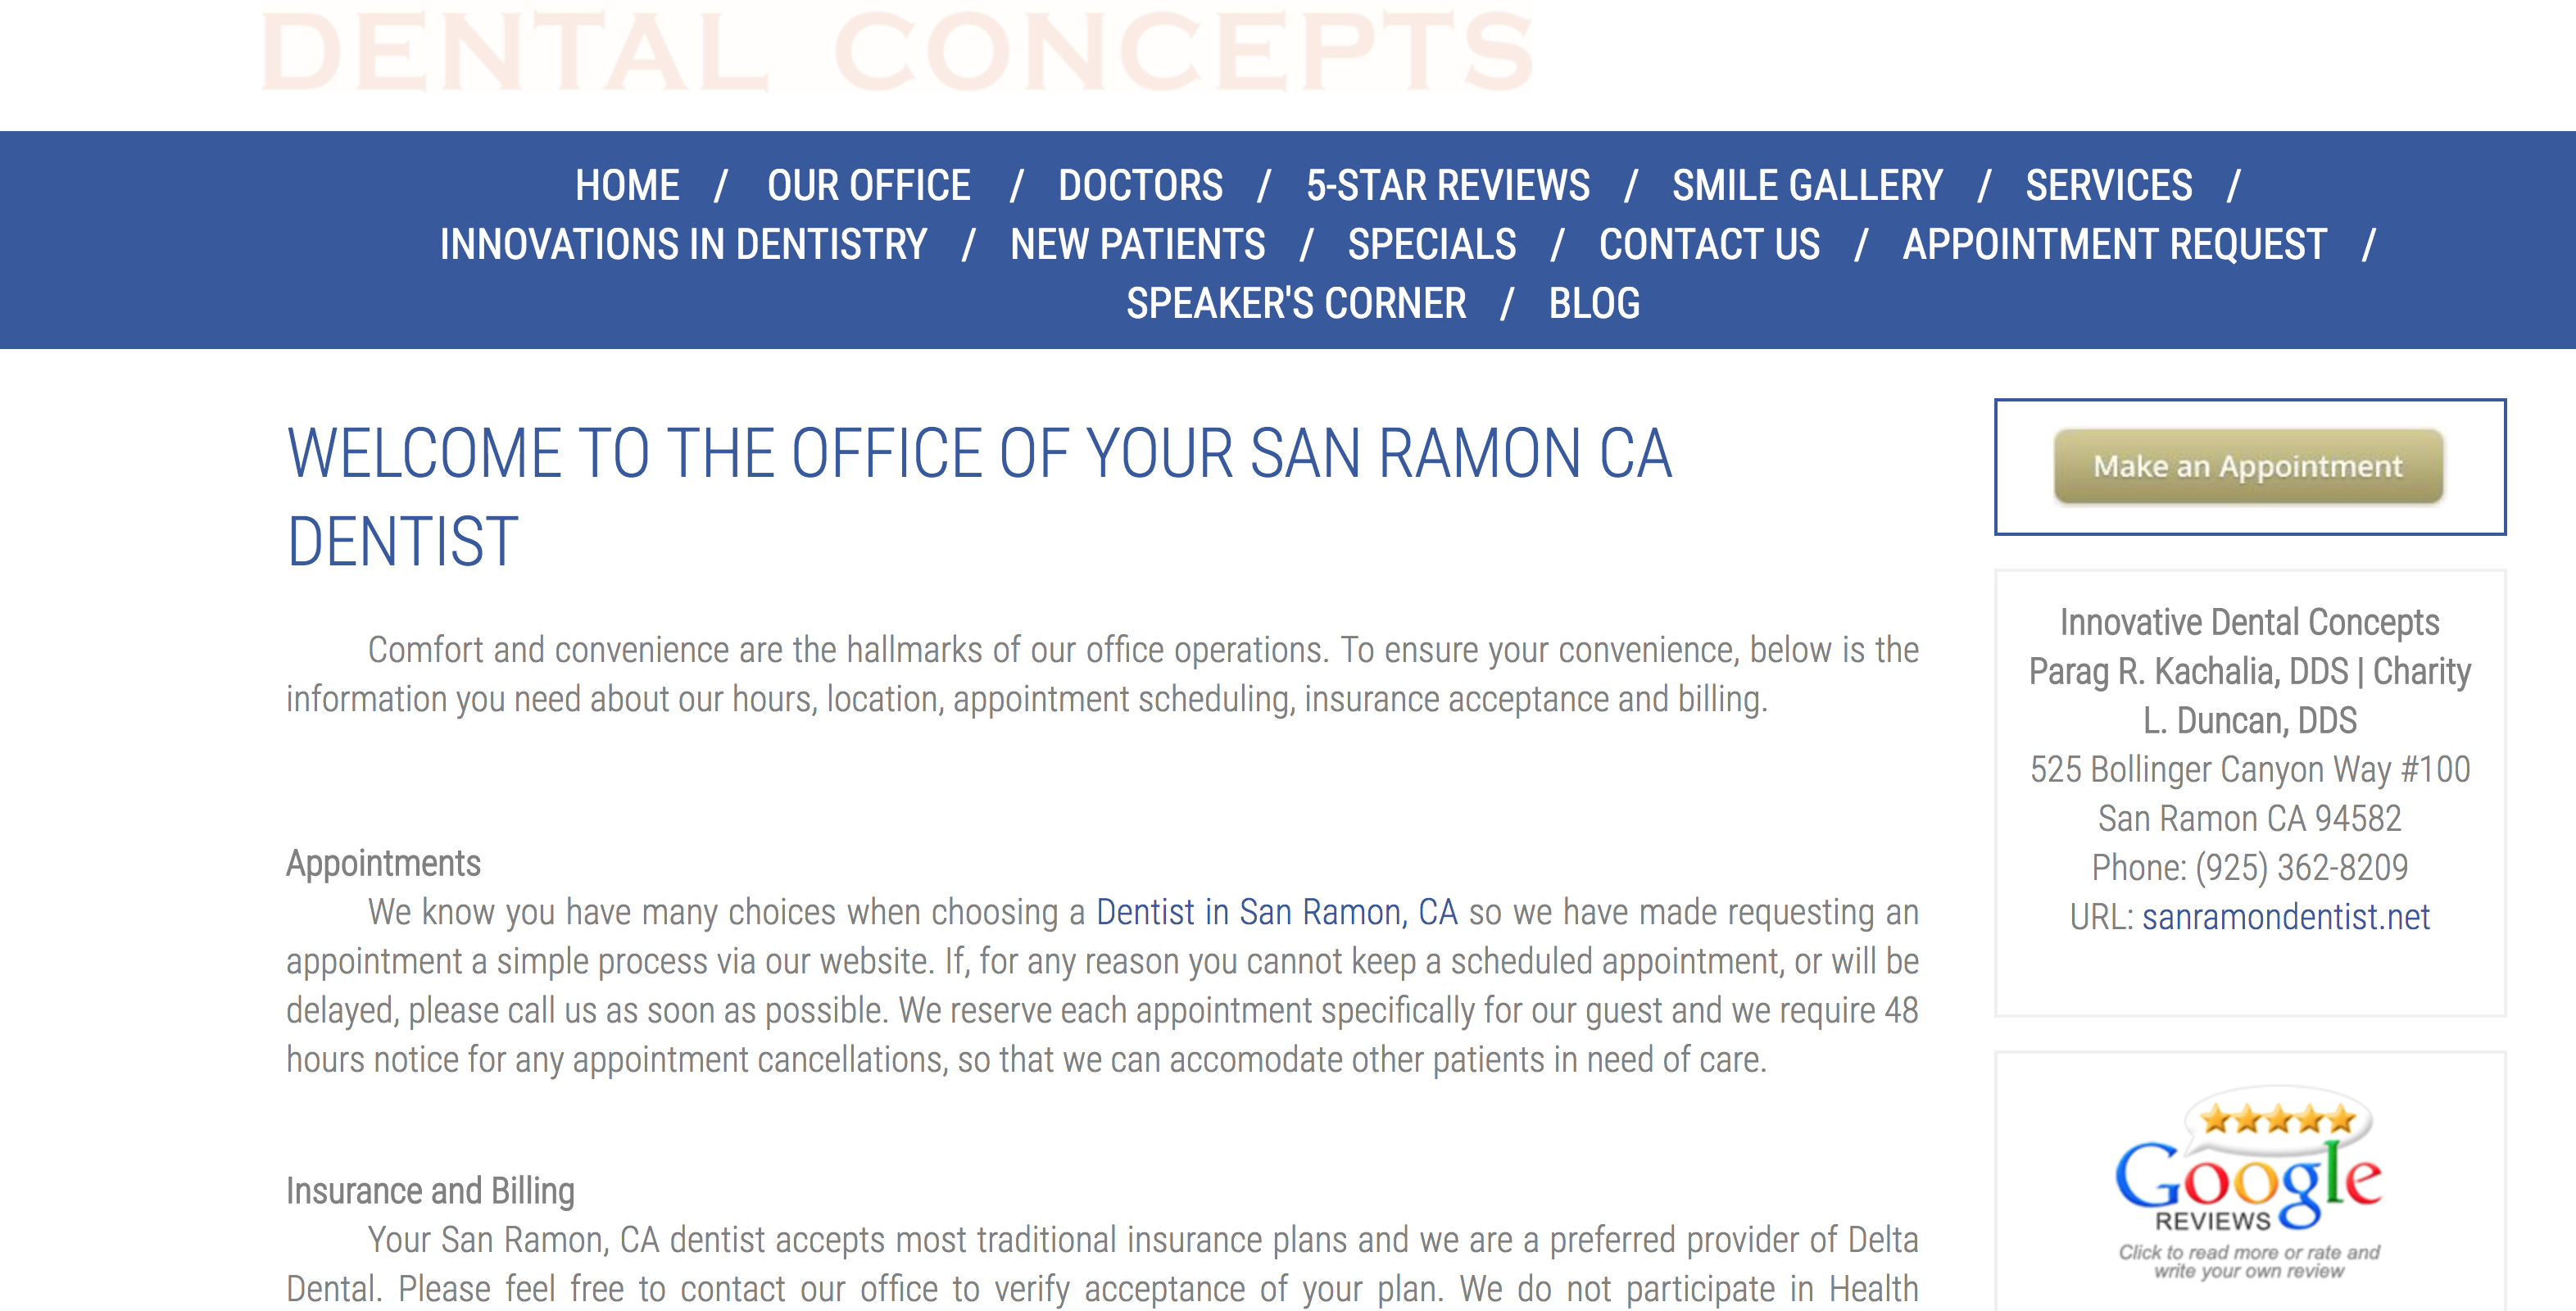 DENTAL CONCEPTS
HOME / OUR OFFICE / DOCTORS / 5-STAR REVIEWS / SMILE GALLERY / SERVICES /
INNOVATIONS IN DENTISTRY / NEW PATIENTS / SPECIALS / CONTACT US / APPOINTMENT REQUEST /
SPEAKER'S CORNER / BLOG
WELCOME TO THE OFFICE OF YOUR SAN RAMON CA
DENTIST
Comfort and convenience are the hallmarks of our office operations. To ensure your convenience, below is the
information you need about our hours, location, appointment scheduling, insurance acceptance and billing.
Appointments
We know you have many choices when choosing a Dentist in San Ramon, CA so we have made requesting an
appointment a simple process via our website. If, for any reason you cannot keep a scheduled appointment, or will be
delayed, please call us as soon as possible. We reserve each appointment specifically for our guest and we require 48
hours notice for any appointment cancellations, so that we can accomodate other patients in need of care.
Insurance and Billing
Your San Ramon, CA dentist accepts most traditional insurance plans and we are a preferred provider of Delta
Dental. Please feel free to contact our office to verify acceptance of your plan. We do not participate in Health
Make an Appointment
Innovative Dental Concepts
Parag R. Kachalia, DDS | Charity
L. Duncan, DDS
525 Bollinger Canyon Way #100
San Ramon CA 94582
Phone: (925) 362-8209
URL: sanramondentist.net
Google
REVIEWS
Click to read more or rate and
write your own review